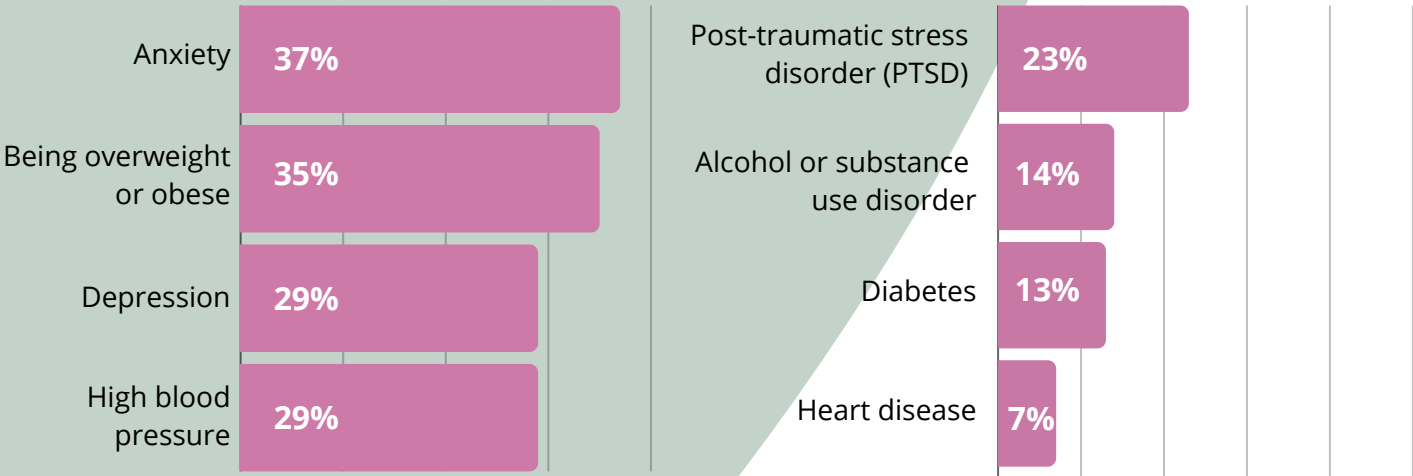 Anxiety
37%
Being overweight
or obese
35%
Depression
29%
High blood
pressure
29%
Post-traumatic stress
disorder (PTSD)
23%
Alcohol or substance
use disorder
14%
Diabetes
13%
Heart disease
7%